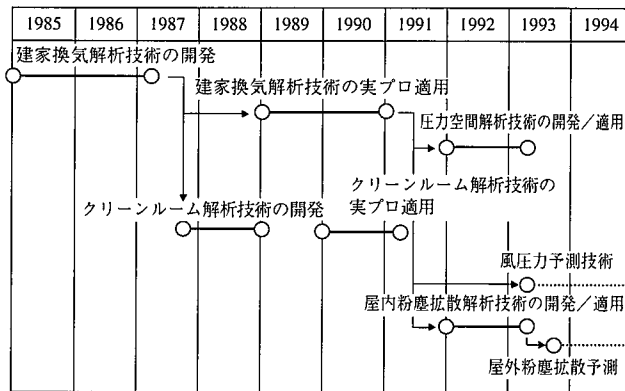 1985 1986 1987 1988 1989 1990 1991 1992 1993 1994
建家換気解析技術の開発
建家換気解析技術の実プロ適用
圧力空間解析技術の開発/適用
クリーンルーム解析技術の
実プロ適用
クリーンルーム解析技術の開発
風圧力予測技術
屋内粉塵拡散解析技術の開発/適用
屋外粉塵拡散予測